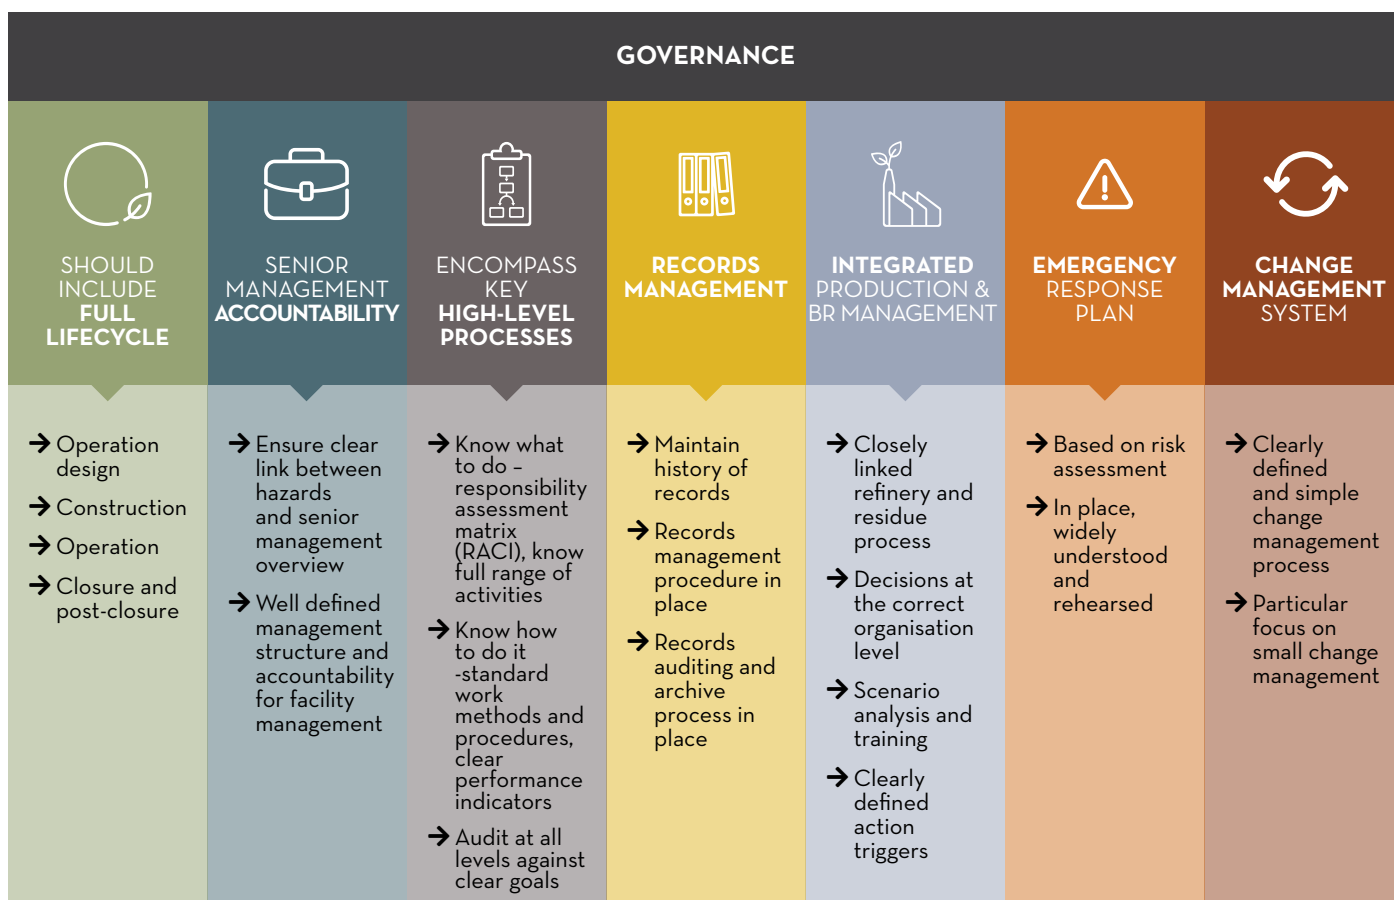 GOVERNANCE
SHOULD
INCLUDE
FULL
LIFECYCLE
→ Operation
design
→ Construction
→ Operation
→ Closure and
post-closure
SENIOR
MANAGEMENT
ACCOUNTABILITY
→ Ensure clear
link between
hazards
and senior
management
overview
→ Well defined
management
structure and
accountability
for facility
management
ENCOMPASS
KEY
HIGH-LEVEL
PROCESSES
→ Know what
to do –
responsibility
assessment
matrix
(RACI), know
full range of
activities
→ Know how
to do it
-standard
work
methods and
procedures,
clear
performance
indicators
→ Audit at all
levels against
clear goals
RECORDS
MANAGEMENT
→ Maintain
history of
records
→ Records
management
procedure in
place
→ Records
auditing and
archive
process in
place
INTEGRATED
PRODUCTION &
BR MANAGEMENT
→ Closely
linked
refinery and
residue
process
→ Decisions at
the correct
organisation
level
→ Scenario
analysis and
training
→ Clearly
defined
action
triggers
EMERGENCY
RESPONSE
PLAN
→ Based on risk
assessment
→ In place,
widely
understood
and
rehearsed
CHANGE
MANAGEMENT
SYSTEM
→ Clearly
defined
and simple
change
management
process
→ Particular
focus on
small change
management